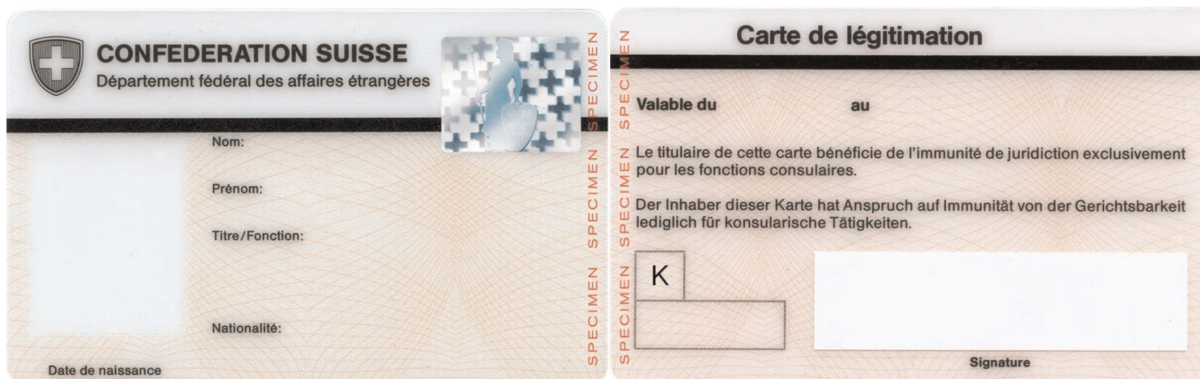 CONFEDERATION SUISSE
Département fédéral des affaires étrangères
Nom:
Prénom:
Titre/Fonction:
Nationalité:
Date de naissance
SPECIMEN SPECIMEN SPECIMEN
SPECIMEN SPECIMEN SPECIMEN
Carte de légitimation
Valable du au
Le titulaire de cette carte bénéficie de l'immunité de juridiction exclusivement
pour les fonctions consulaires.
Der Inhaber dieser Karte hat Anspruch auf Immunität von der Gerichtsbarkeit
lediglich für konsularische Tätigkeiten.
K
Signature